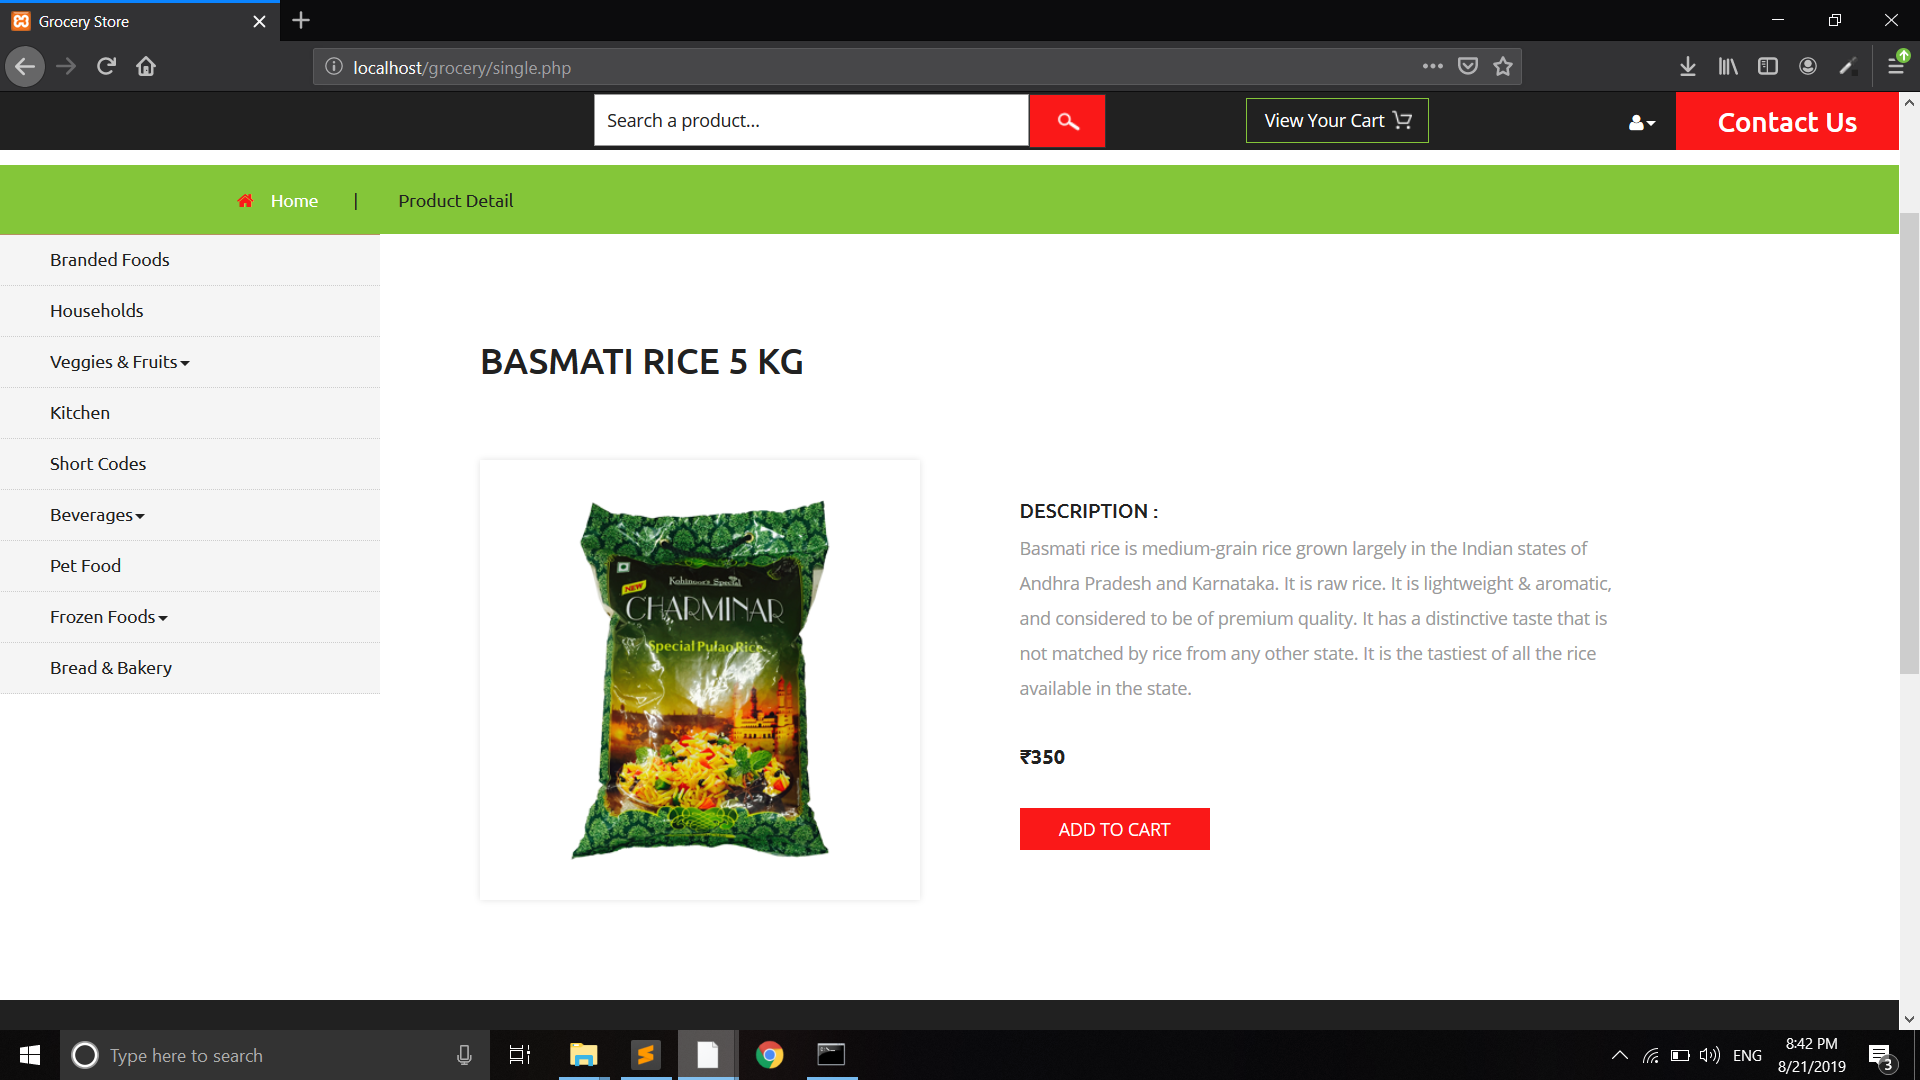 Grocery Store
localhost/grocery/single.php
Search a product...
View Your Cart
Contact Us
Home | Product Detail
Branded Foods
Households
Veggies & Fruits
Kitchen
Short Codes
Beverages
Pet Food
Frozen Foods
Bread & Bakery
BASMATI RICE 5 KG
Kohinoor's Special
NEW
CHARMINAR
Special Pulao Rice
DESCRIPTION :
Basmati rice is medium-grain rice grown largely in the Indian states of
Andhra Pradesh and Karnataka. It is raw rice. It is lightweight & aromatic,
and considered to be of premium quality. It has a distinctive taste that is
not matched by rice from any other state. It is the tastiest of all the rice
available in the state.
₹350
ADD TO CART
Type here to search
ENG
8:42 PM
8/21/2019
3